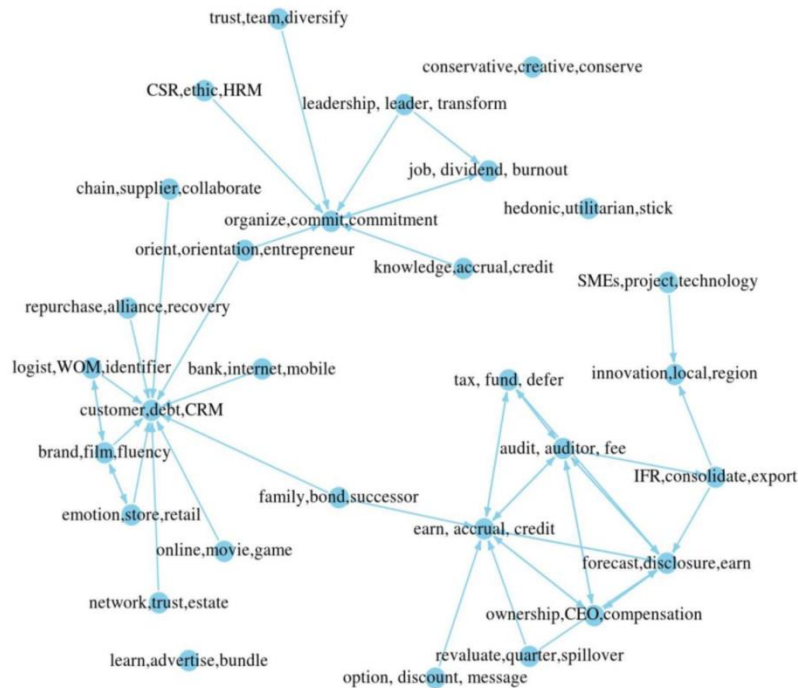 trust,team,diversify
conservative,creative,conserve
CSR,ethic,HRM
leadership, leader, transform
job, dividend, burnout
chain,supplier,collaborate
hedonic,utilitarian,stick
organize,commit,commitment
orient,orientation,entrepreneur
knowledge,accrual,credit
SMEs,project,technology
repurchase,alliance,recovery
logist,WOM,identifier
bank,internet,mobile
innovation,local,region
tax, fund, defer
customer,debt,CRM
audit, auditor, fee
brand,film,fluency
IFR,consolidate,export
family,bond,successor
emotion,store,retail
earn, accrual, credit
online,movie,game
forecast,disclosure,earn
network,trust,estate
ownership,CEO,compensation
revaluate,quarter,spillover
learn,advertise,bundle
option, discount, message